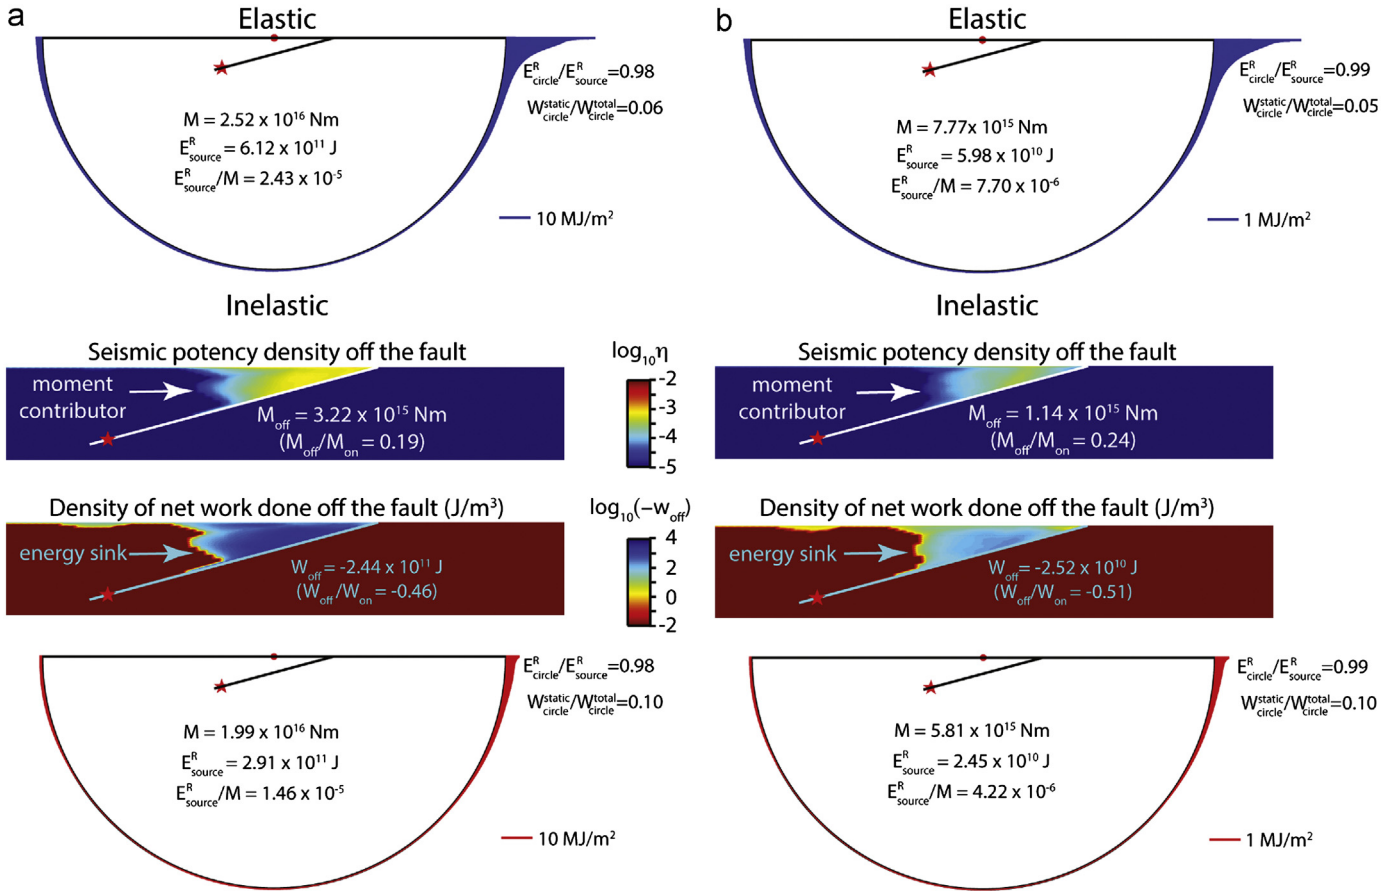 a
Elastic
E^R_circle/E^R_source=0.98
W^static_circle/W^total_circle=0.06
M = 2.52 x 10^16 Nm
E^R_source = 6.12 x 10^11 J
E^R_source/M = 2.43 x 10^-5
10 MJ/m^2
Inelastic
Seismic potency density off the fault
moment
contributor
M_off = 3.22 x 10^15 Nm
(M_off/M_on = 0.19)
log_10 η
-2
-3
-4
-5
Density of net work done off the fault (J/m^3)
energy sink
W_off = -2.44 x 10^11 J
(W_off/W_on = -0.46)
log_10(−w_off)
4
2
0
-2
E^R_circle/E^R_source=0.98
W^static_circle/W^total_circle=0.10
M = 1.99 x 10^16 Nm
E^R_source = 2.91 x 10^11 J
E^R_source/M = 1.46 x 10^-5
10 MJ/m^2
b
Elastic
E^R_circle/E^R_source=0.99
W^static_circle/W^total_circle=0.05
M = 7.77x 10^15 Nm
E^R_source = 5.98 x 10^10 J
E^R_source/M = 7.70 x 10^-6
1 MJ/m^2
Inelastic
Seismic potency density off the fault
moment
contributor
M_off = 1.14 x 10^15 Nm
(M_off/M_on = 0.24)
Density of net work done off the fault (J/m^3)
energy sink
W_off = -2.52 x 10^10 J
(W_off/W_on = -0.51)
E^R_circle/E^R_source=0.99
W^static_circle/W^total_circle=0.10
M = 5.81 x 10^15 Nm
E^R_source = 2.45 x 10^10 J
E^R_source/M = 4.22 x 10^-6
1 MJ/m^2